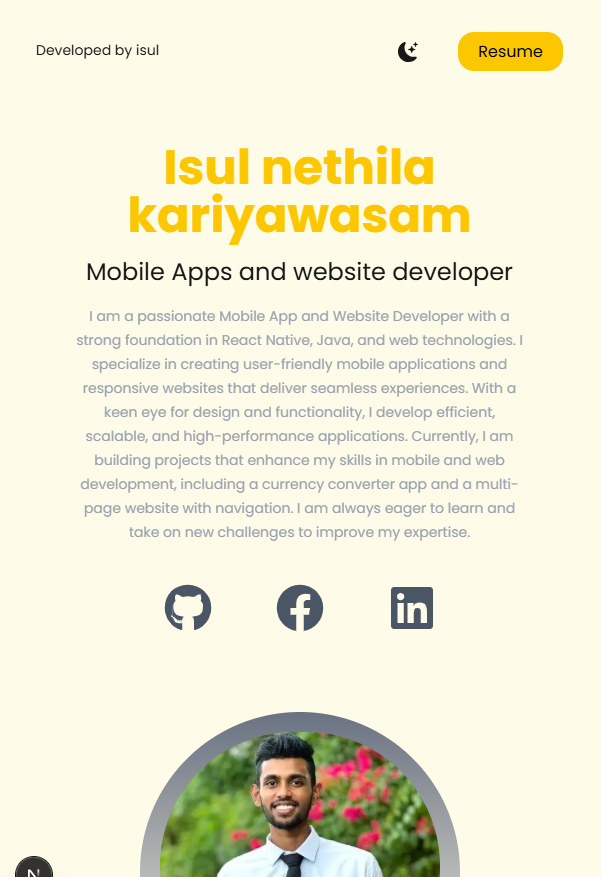 Developed by isul
Resume
Isul nethila
kariyawasam
Mobile Apps and website developer
I am a passionate Mobile App and Website Developer with a
strong foundation in React Native, Java, and web technologies. I
specialize in creating user-friendly mobile applications and
responsive websites that deliver seamless experiences. With a
keen eye for design and functionality, I develop efficient,
scalable, and high-performance applications. Currently, I am
building projects that enhance my skills in mobile and web
development, including a currency converter app and a multi-
page website with navigation. I am always eager to learn and
take on new challenges to improve my expertise.
in
N